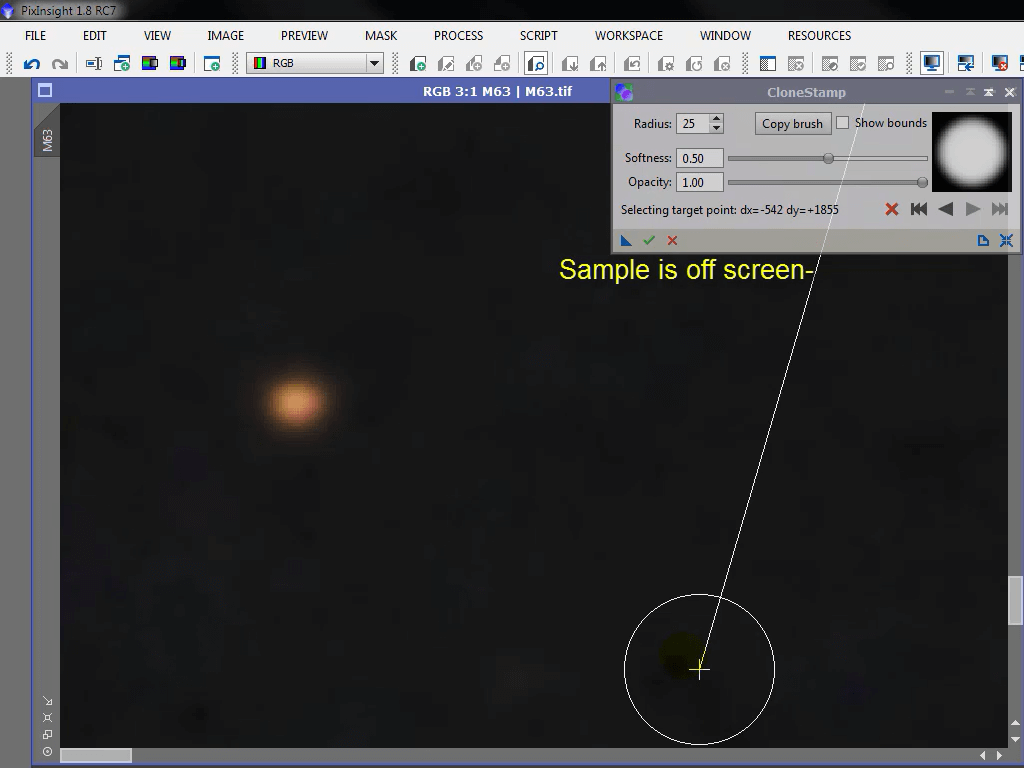 PixInsight 1.8 RC7
FILE EDIT VIEW IMAGE PREVIEW MASK PROCESS SCRIPT WORKSPACE WINDOW RESOURCES
RGB
RGB 3:1 M63 | M63.tif
M63
CloneStamp
Radius: 25 Copy brush Show bounds
Softness: 0.50
Opacity: 1.00
Selecting target point: dx=-542 dy=+1855
Sample is off screen-